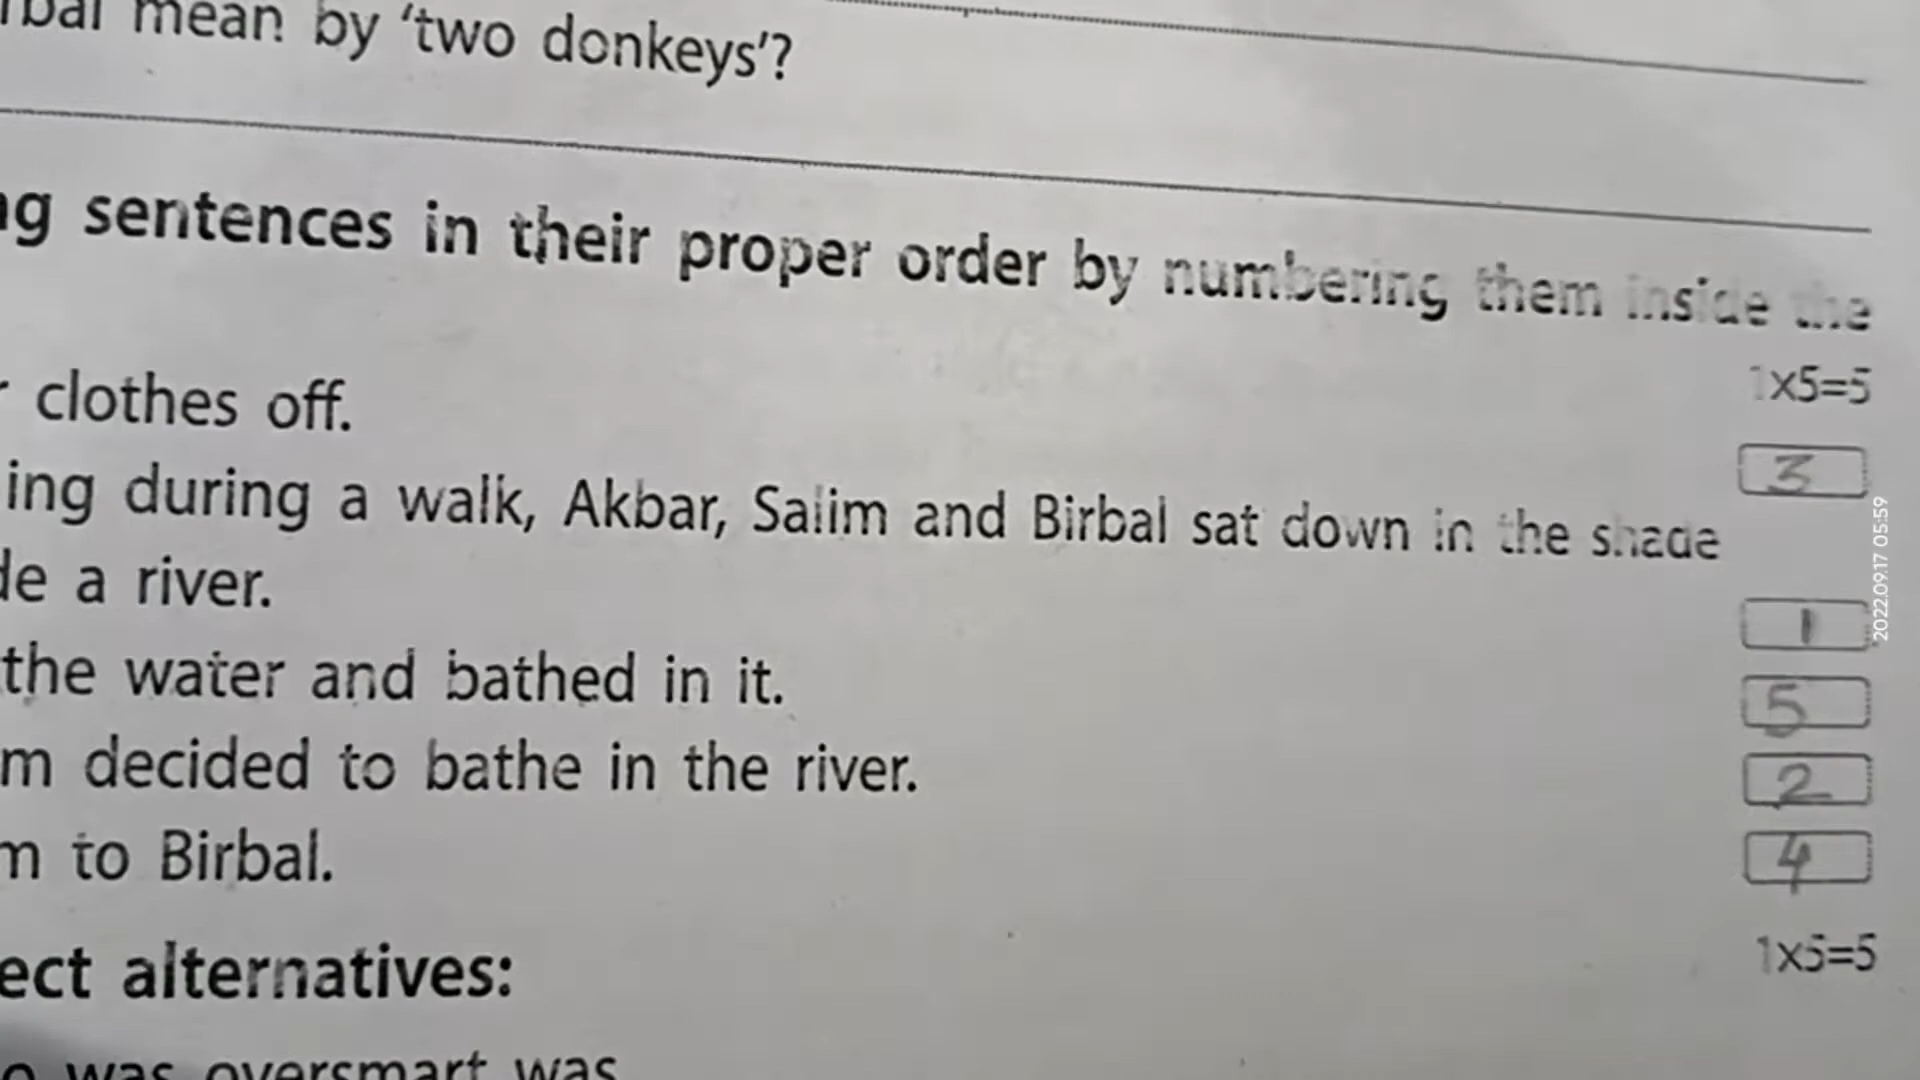 mean by 'two donkeys'?
sentences in their proper order by numbering them inside the
1x5=5
clothes off.
3
ing during a walk, Akbar, Salim and Birbal sat down in the shade
a river.
1
the water and bathed in it.
5
m decided to bathe in the river.
2
m to Birbal.
4
ect alternatives:
1x5=5
was oversmart was
2022.09.17 05:59